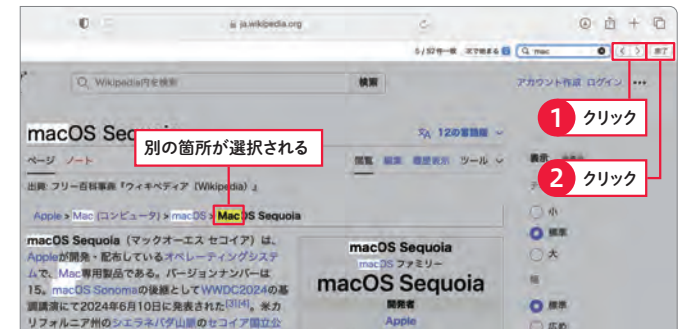 ja.wikipedia.org
5/57件一致 次で始まる mac 完了
Wikipedia内を検索 検索 アカウント作成 ログイン •••
1 クリック
macOS Sequoia 12の言語版
別の箇所が選択される
2 クリック
ページ ノート 閲覧 編集 履歴表示 ツール 表示
出典: フリー百科事典『ウィキペディア (Wikipedia)』
Apple > Mac (コンピュータ) > macOS > MacOS Sequoia
小
標準
大
macOS Sequoia (マックオーエス セコイア) は、
Appleが開発・配布しているオペレーティングシステ
ムで、Mac専用製品である。バージョンナンバーは
15。macOS Sonomaの後継としてWWDC2024の基
調講演にて2024年6月10日に発表された[3][4]。米カ
リフォルニア州のシエラネバダ山脈のセコイア国立公
macOS Sequoia
macOS ファミリー
macOS Sequoia
開発者
Apple
幅
標準
広め